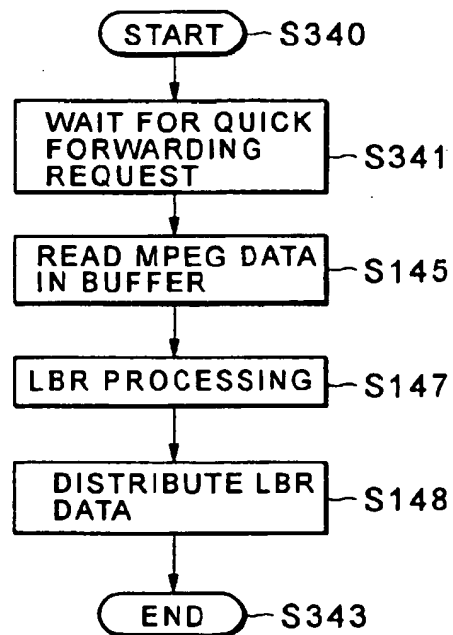 START S340
WAIT FOR QUICK
FORWARDING
REQUEST
S341
READ MPEG DATA
IN BUFFER
S145
LBR PROCESSING S147
DISTRIBUTE LBR
DATA
S148
END S343